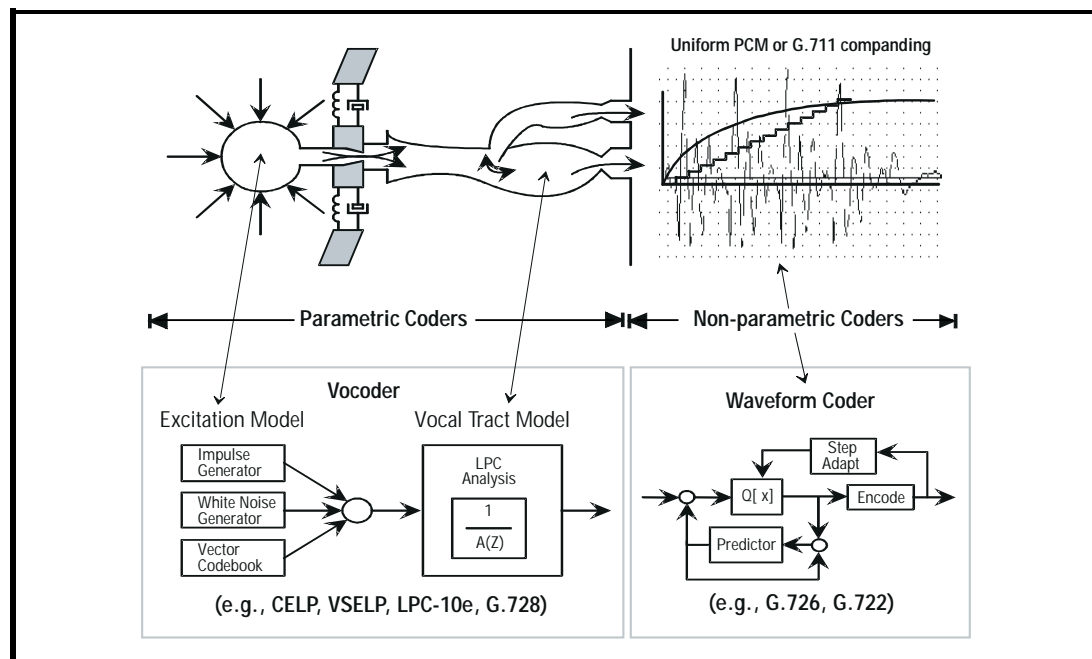 Uniform PCM or G.711 companding
Parametric Coders
Non-parametric Coders
Vocoder
Excitation Model
Vocal Tract Model
Impulse
Generator
White Noise
Generator
Vector
Codebook
LPC
Analysis
1
A(Z)
(e.g., CELP, VSELP, LPC-10e, G.728)
Waveform Coder
Step
Adapt
Q[ x]
Encode
Predictor
(e.g., G.726, G.722)